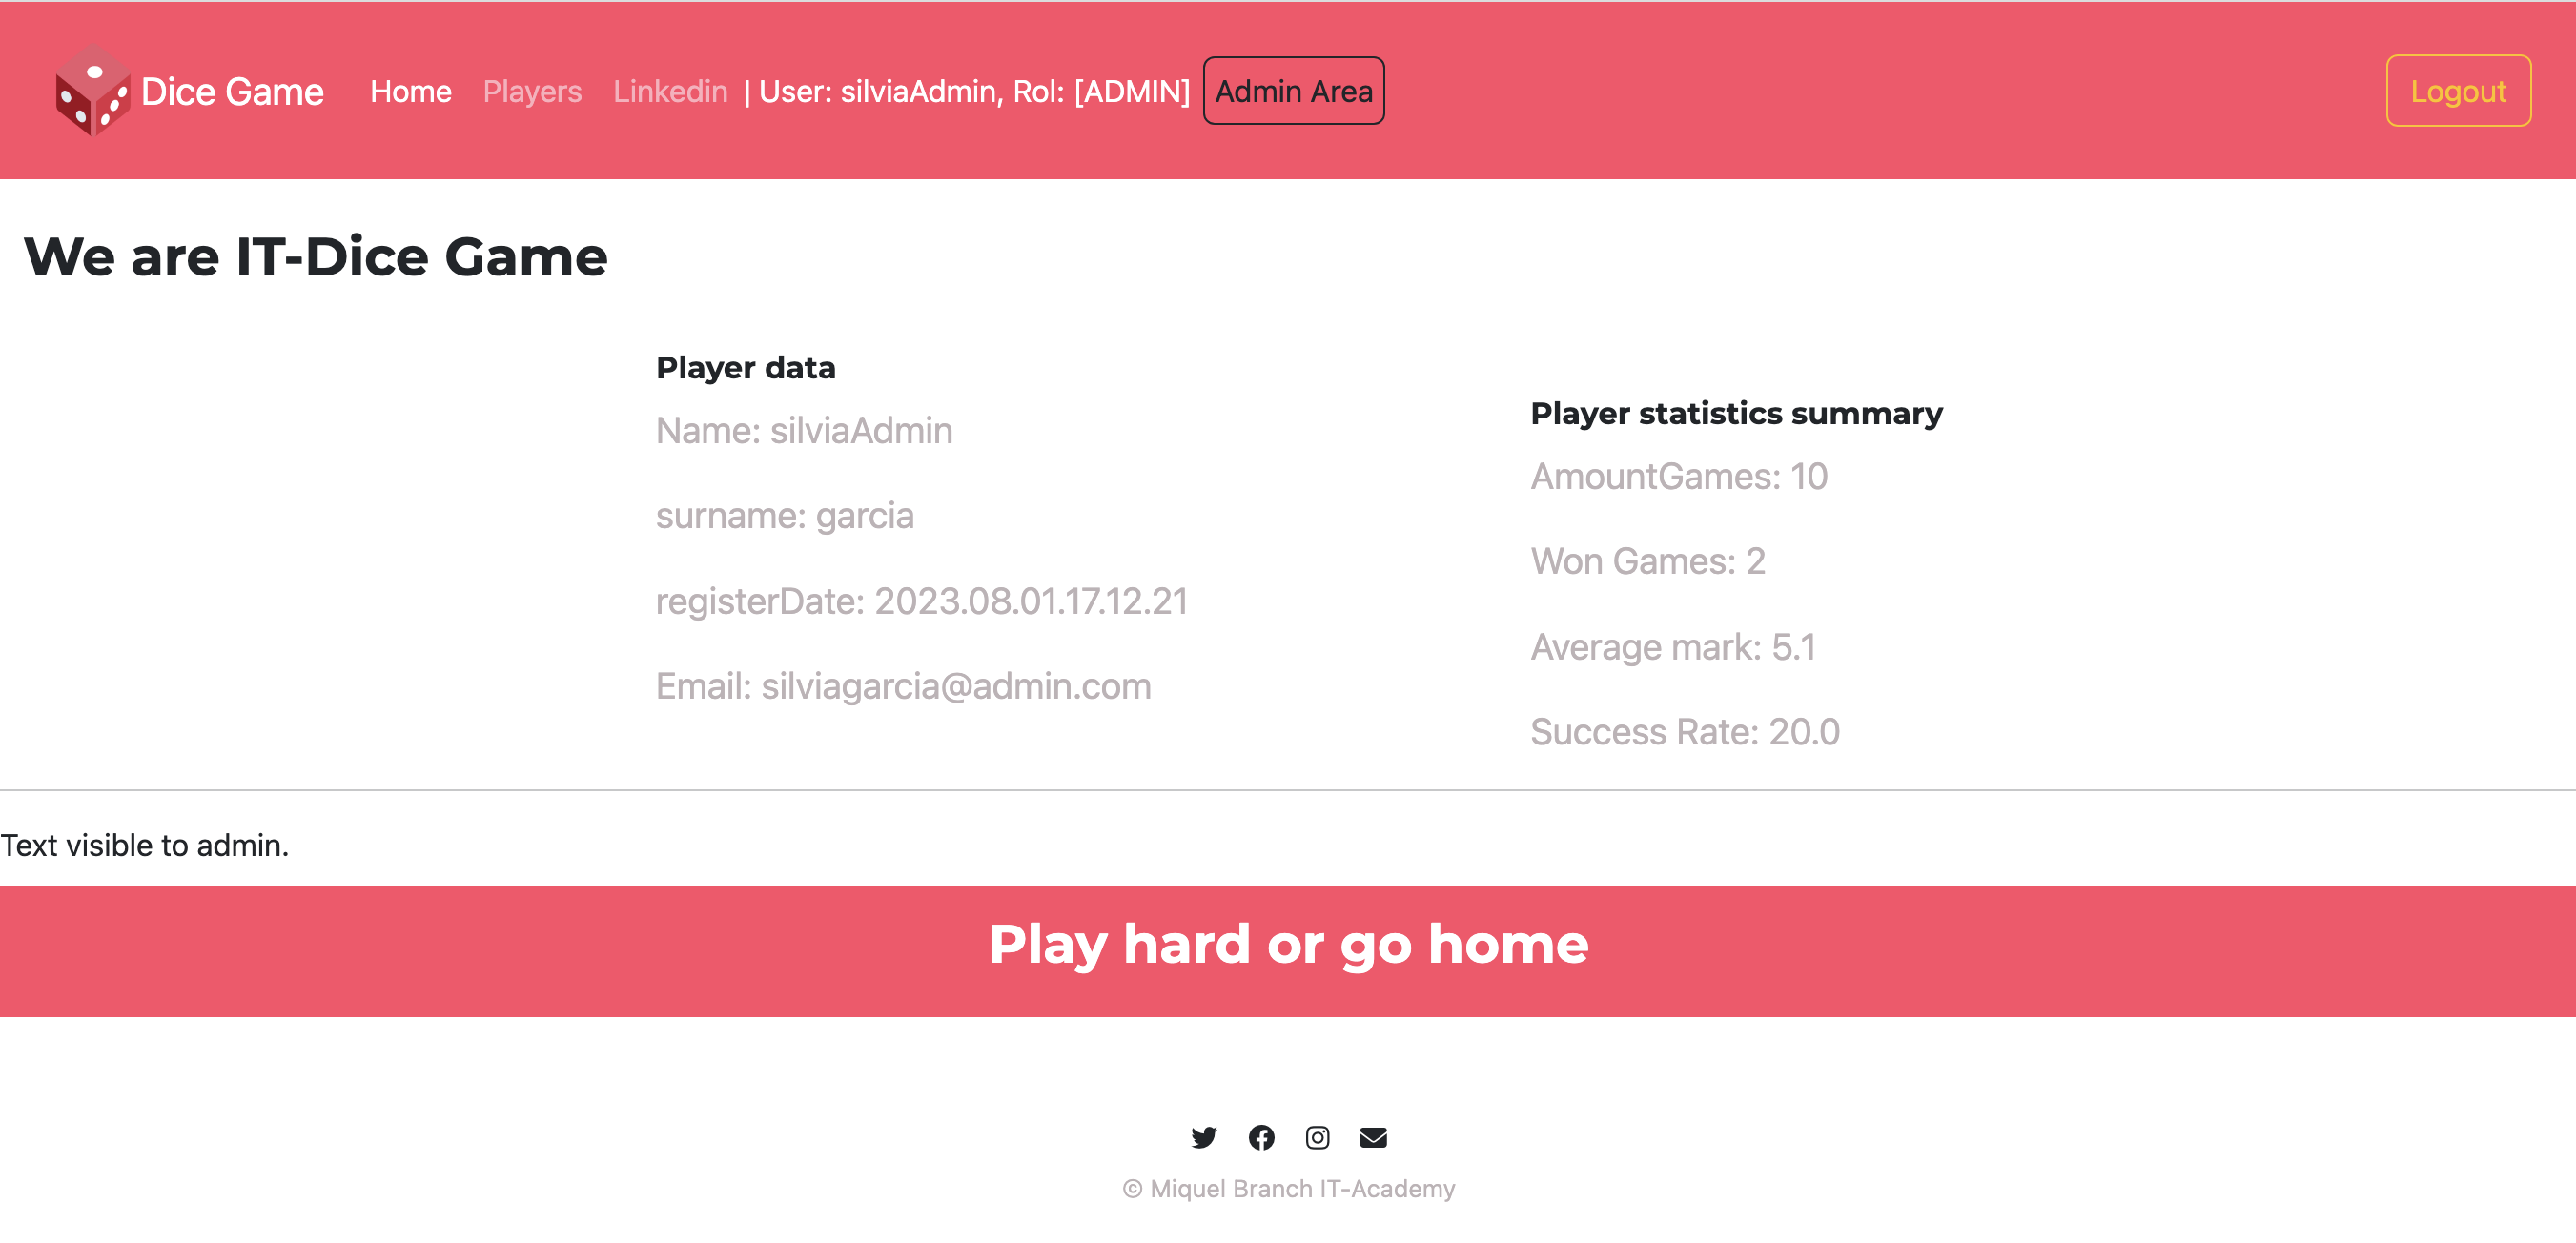 Dice Game Home Players Linkedin | User: silviaAdmin, Rol: [ADMIN] Admin Area Logout
We are IT-Dice Game
Player data
Name: silviaAdmin
surname: garcia
registerDate: 2023.08.01.17.12.21
Email: silviagarcia@admin.com
Player statistics summary
AmountGames: 10
Won Games: 2
Average mark: 5.1
Success Rate: 20.0
Text visible to admin.
Play hard or go home
© Miquel Branch IT-Academy